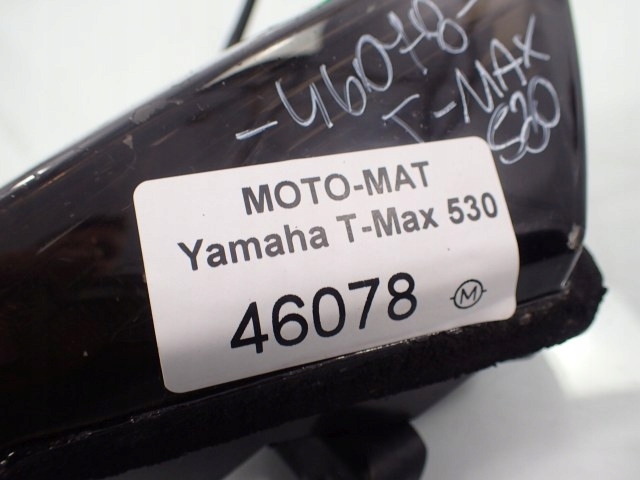 -46078-
T-MAX
530
MOTO-MAT
Yamaha T-Max 530
46078 M